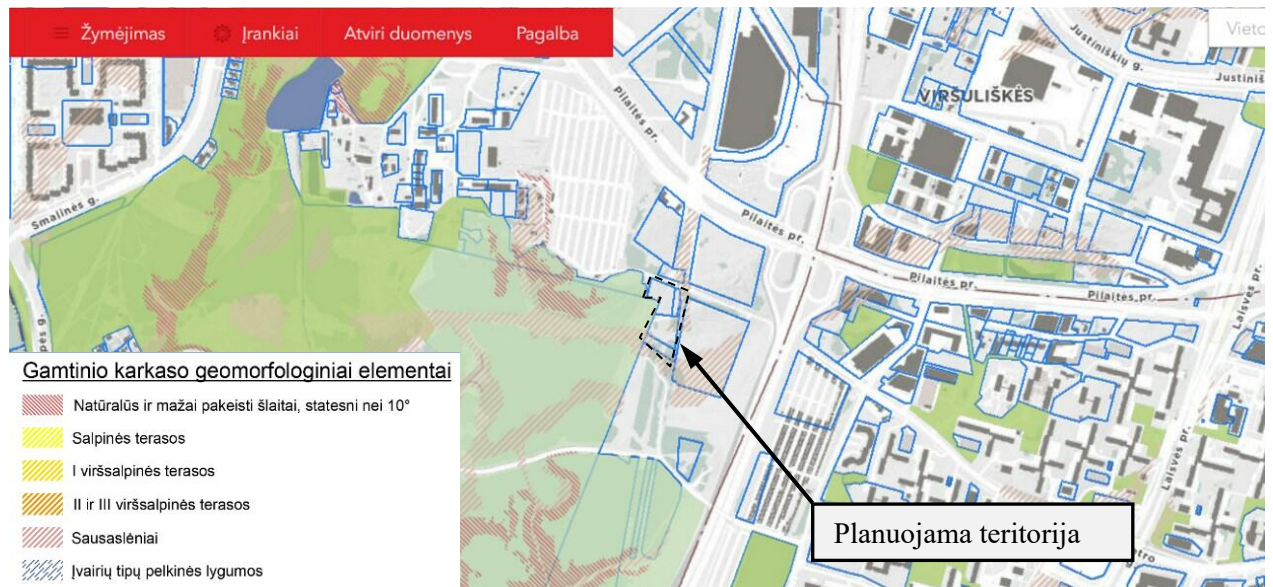 Žymėjimas Įrankiai Atviri duomenys Pagalba
Justiniškių g.
VIRŠULIŠKĖS
Pilaitės pr.
Smalinės g.
Pilaitės pr.
Pilaitės pr.
Pilaitės pr.
Laisvės pr.
Laisvės pr.
Gamtinio karkaso geomorfologiniai elementai
Natūralūs ir mažai pakeisti šlaitai, statesni nei 10°
Salpinės terasos
I viršsalpinės terasos
II ir III viršsalpinės terasos
Sausaslėniai
Įvairių tipų pelkinės lygumos
Planuojama teritorija